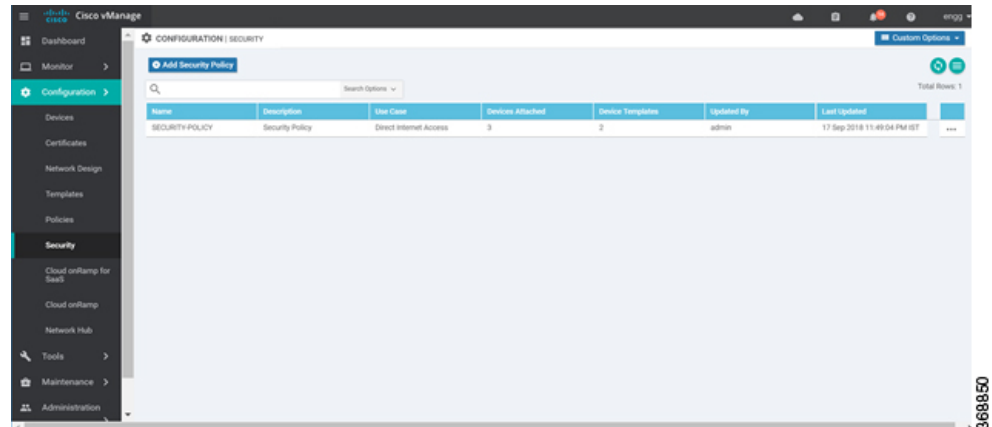 cisco Cisco vManage
engg
Dashboard
CONFIGURATION | SECURITY
Custom Options
Monitor
Add Security Policy
Configuration
Search Options
Total Rows: 1
Name Description Use Case Devices Attached Device Templates Updated By Last Updated
SECURITY-POLICY Security Policy Direct Internet Access 3 2 admin 17 Sep 2018 11:49:04 PM IST
Devices
Certificates
Network Design
Templates
Policies
Security
Cloud onRamp for
SaaS
Cloud onRamp
Network Hub
Tools
Maintenance
Administration
368850